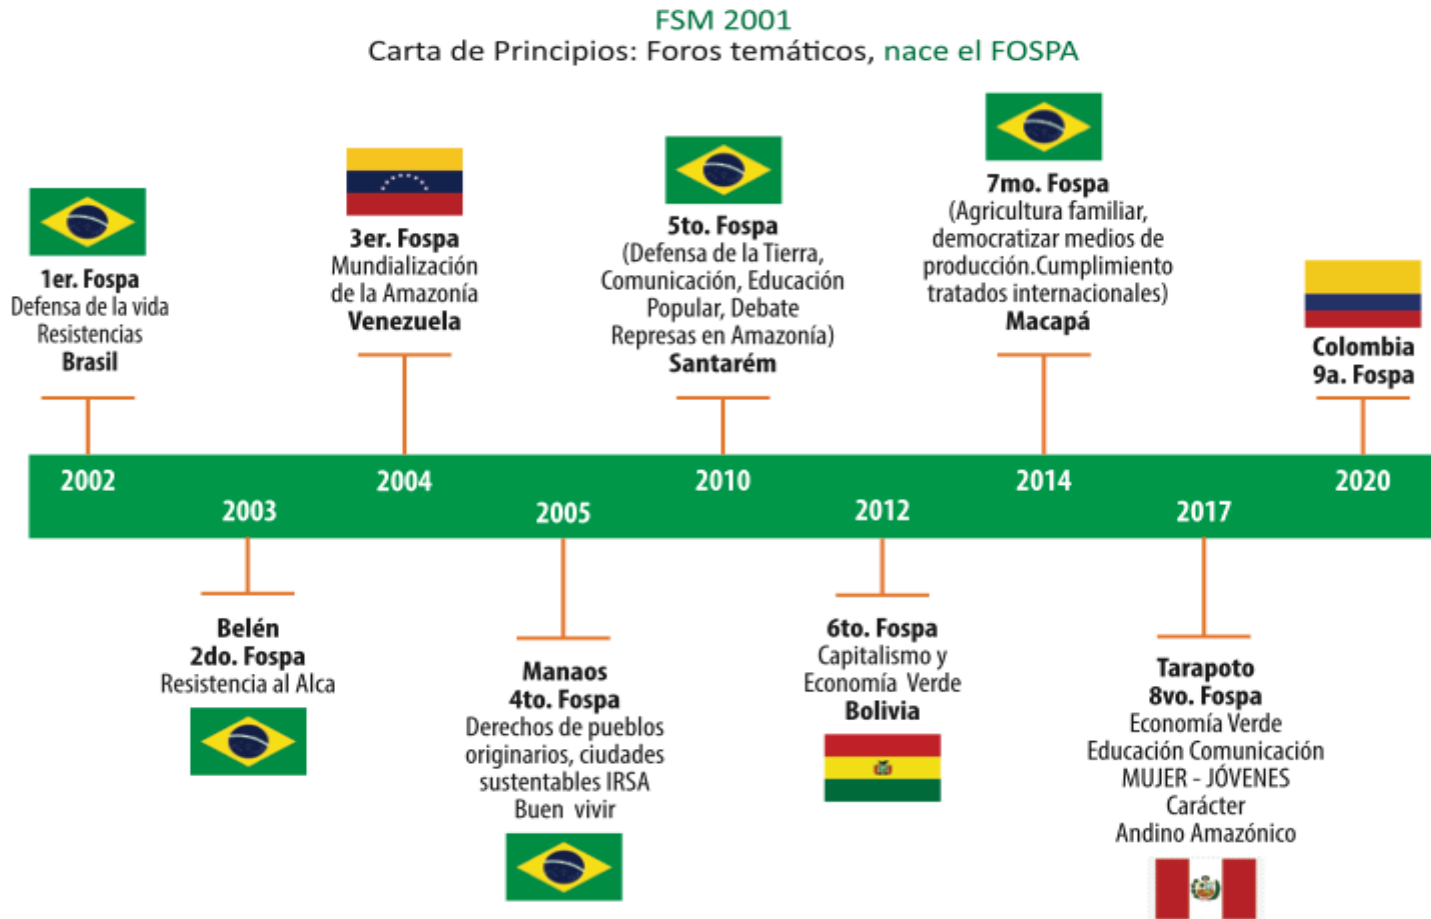 FSM 2001
Carta de Principios: Foros temáticos, nace el FOSPA
1er. Fospa
Defensa de la vida
Resistencias
Brasil
3er. Fospa
Mundialización
de la Amazonía
Venezuela
5to. Fospa
(Defensa de la Tierra,
Comunicación, Educación
Popular, Debate
Represas en Amazonía)
Santarém
7mo. Fospa
(Agricultura familiar,
democratizar medios de
producción.Cumplimiento
tratados internacionales)
Macapá
Colombia
9a. Fospa
2002
2003
2004
2005
2010
2012
2014
2017
2020
Belén
2do. Fospa
Resistencia al Alca
Manaos
4to. Fospa
Derechos de pueblos
originarios, ciudades
sustentables IRSA
Buen vivir
6to. Fospa
Capitalismo y
Economía Verde
Bolivia
Tarapoto
8vo. Fospa
Economía Verde
Educación Comunicación
MUJER - JÓVENES
Carácter
Andino Amazónico